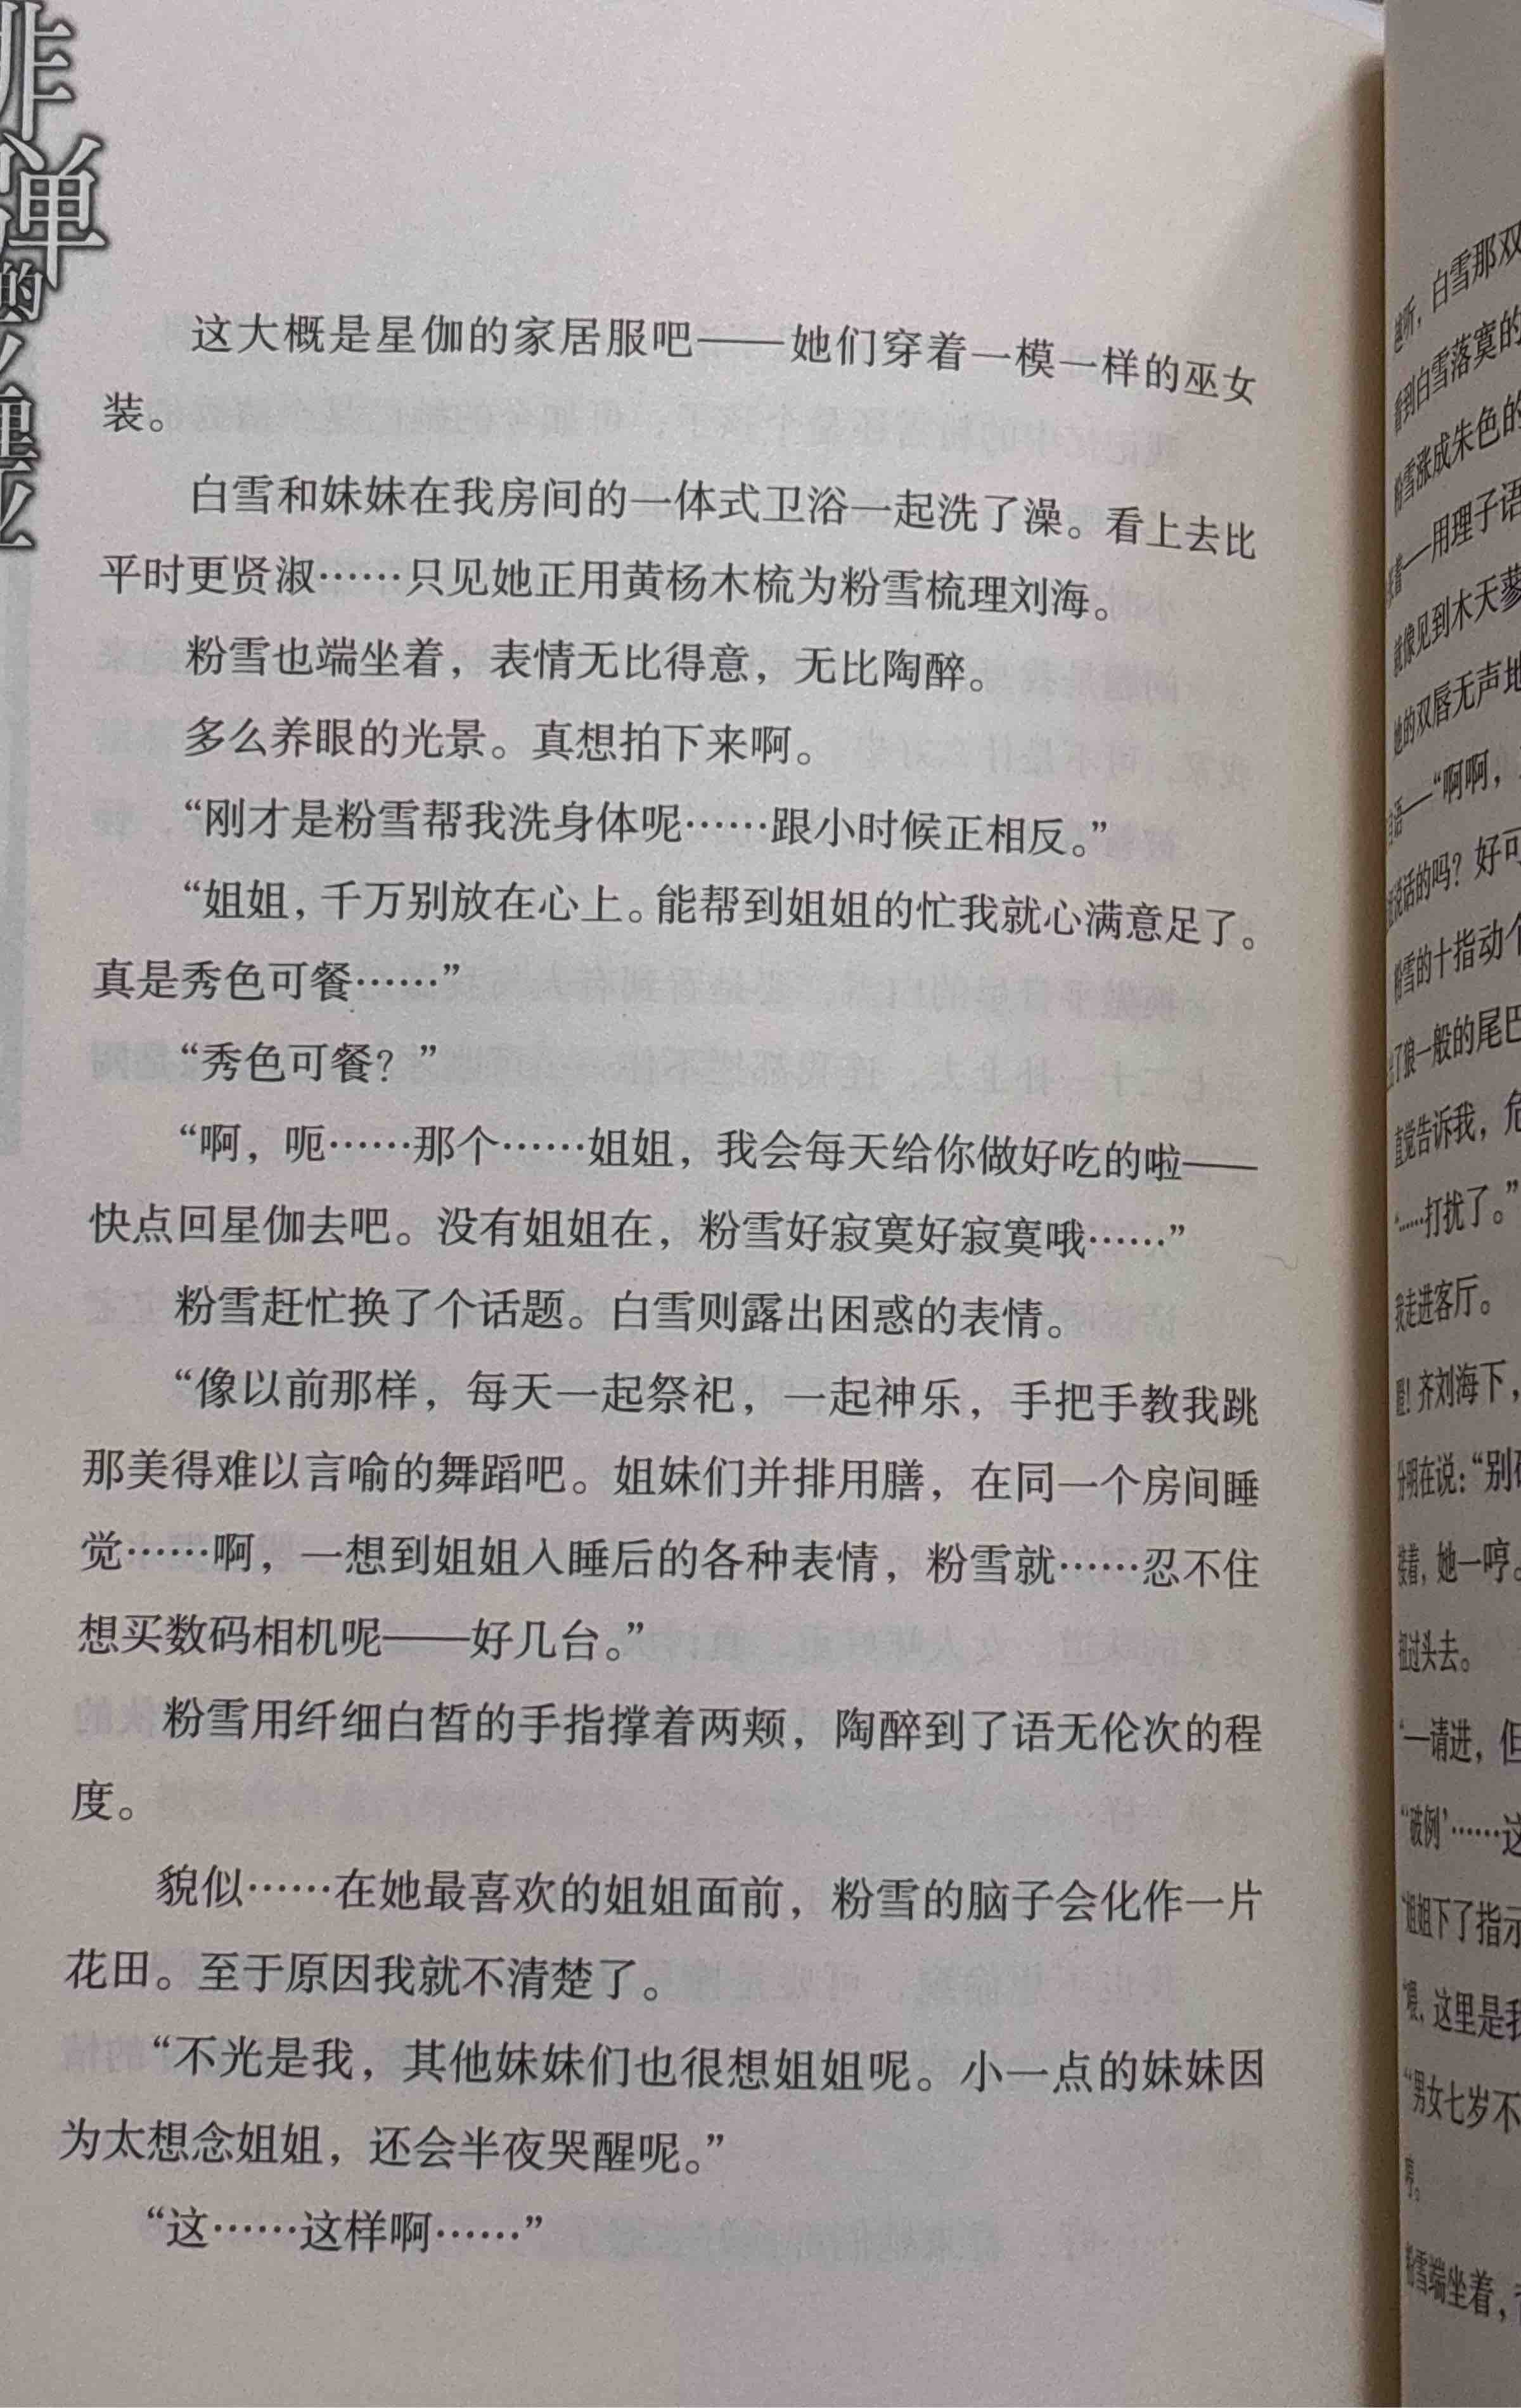 绯
弹
的
亚
里
亚
这大概是星伽的家居服吧——她们穿着一模一样的巫女
装。
白雪和妹妹在我房间的一体式卫浴一起洗了澡。看上去比
平时更贤淑……只见她正用黄杨木梳为粉雪梳理刘海。
粉雪也端坐着，表情无比得意，无比陶醉。
多么养眼的光景。真想拍下来啊。
“刚才是粉雪帮我洗身体呢……跟小时候正相反。”
“姐姐，千万别放在心上。能帮到姐姐的忙我就心满意足了。
真是秀色可餐……”
“秀色可餐？”
“啊，呃……那个……姐姐，我会每天给你做好吃的啦——
快点回星伽去吧。没有姐姐在，粉雪好寂寞好寂寞哦……”
粉雪赶忙换了个话题。白雪则露出困惑的表情。
“像以前那样，每天一起祭祀，一起神乐，手把手教我跳
那美得难以言喻的舞蹈吧。姐妹们并排用膳，在同一个房间睡
觉……啊，一想到姐姐入睡后的各种表情，粉雪就……忍不住
想买数码相机呢——好几台。”
粉雪用纤细白皙的手指撑着两颊，陶醉到了语无伦次的程
度。
貌似……在她最喜欢的姐姐面前，粉雪的脑子会化作一片
花田。至于原因我就不清楚了。
“不光是我，其他妹妹们也很想姐姐呢。小一点的妹妹因
为太想念姐姐，还会半夜哭醒呢。”
“这……这样啊……”
听，白雪那双
看到白雪落寞的
粉雪涨成朱色的
着——用理子语
就像见到木天蓼
她的双唇无声地
语——“啊啊，
说话的吗？好可
粉雪的十指动个
了狼一般的尾巴
直觉告诉我，危
“……打扰了。”
我走进客厅。
！齐刘海下，
分明在说：“别
接着，她一哼。
扭过头去。
“—请进，但
“‘破例’……这
“姐姐下了指示
“喂，这里是我
“男女七岁不
哼。
粉雪端坐着，